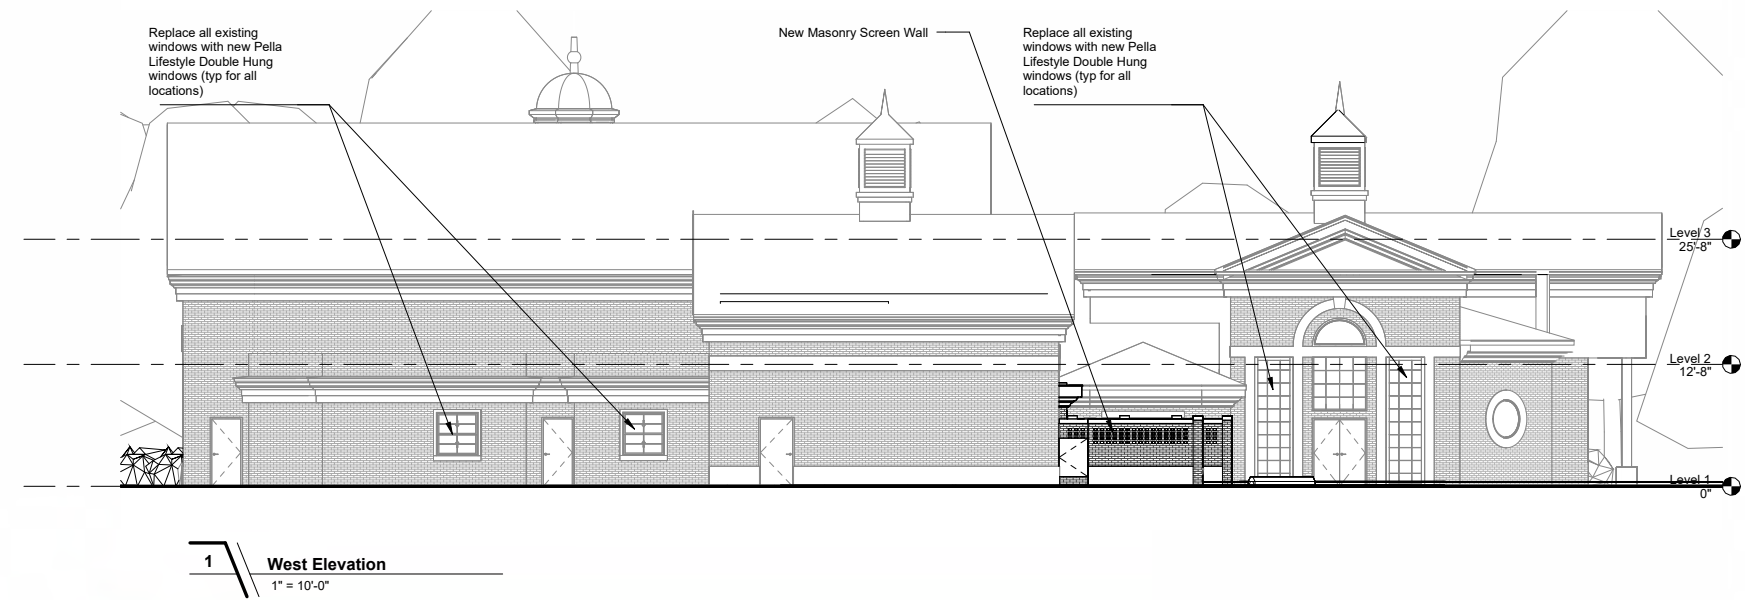 Replace all existing
windows with new Pella
Lifestyle Double Hung
windows (typ for all
locations)
New Masonry Screen Wall
Replace all existing
windows with new Pella
Lifestyle Double Hung
windows (typ for all
locations)
Level 3
25'-8"
Level 2
12'-8"
Level 1
0"
1
West Elevation
1" = 10'-0"